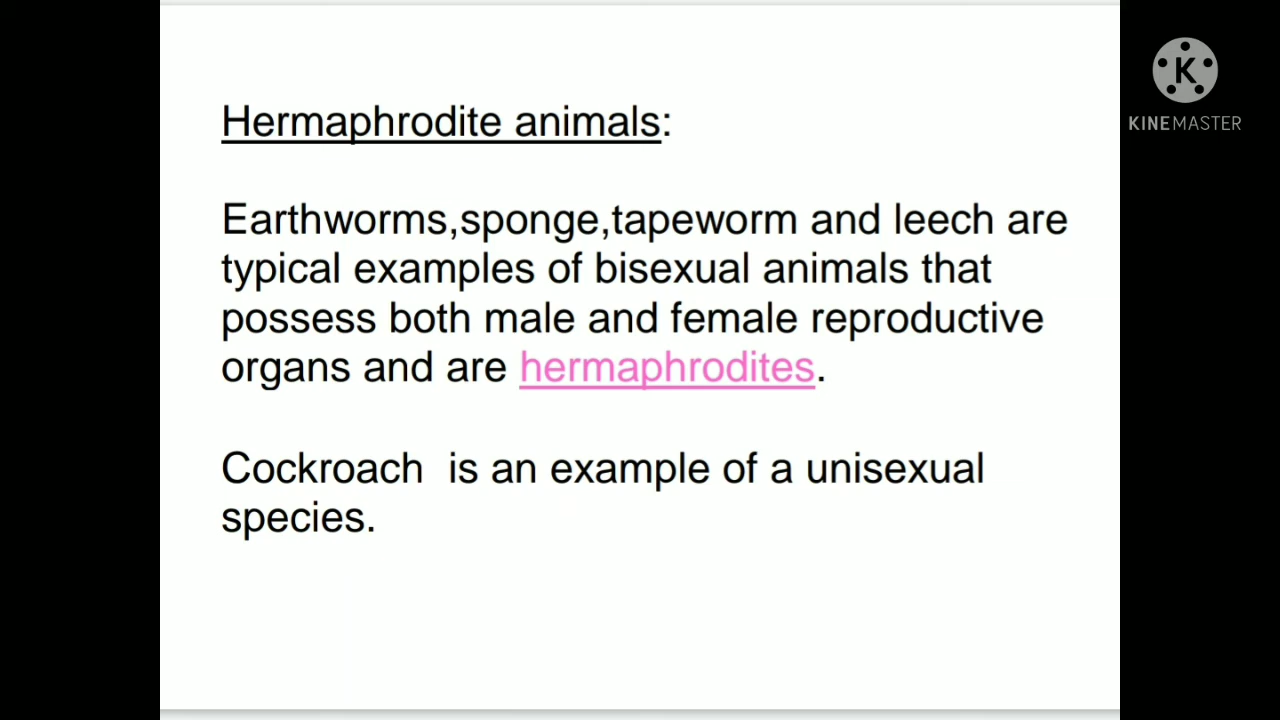 Hermaphrodite animals:
Earthworms,sponge,tapeworm and leech are
typical examples of bisexual animals that
possess both male and female reproductive
organs and are hermaphrodites.
Cockroach  is an example of a unisexual
species.
K
KINEMASTER